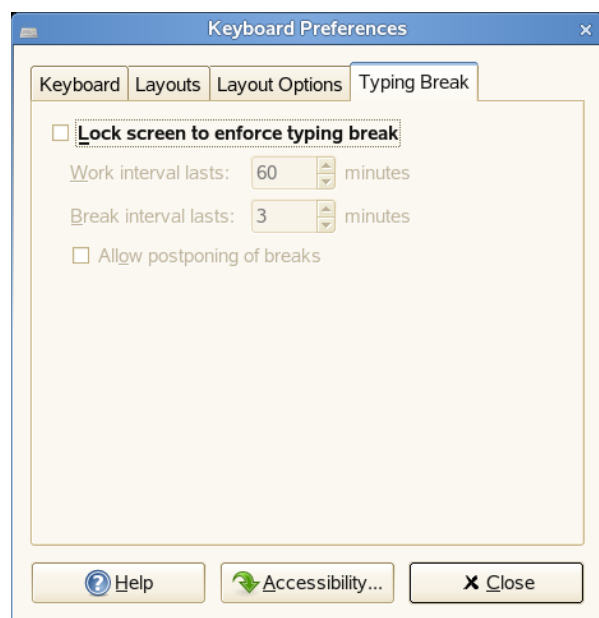 Keyboard Preferences
Keyboard Layouts Layout Options Typing Break
Lock screen to enforce typing break
Work interval lasts: 60 minutes
Break interval lasts: 3 minutes
Allow postponing of breaks
Help Accessibility... Close